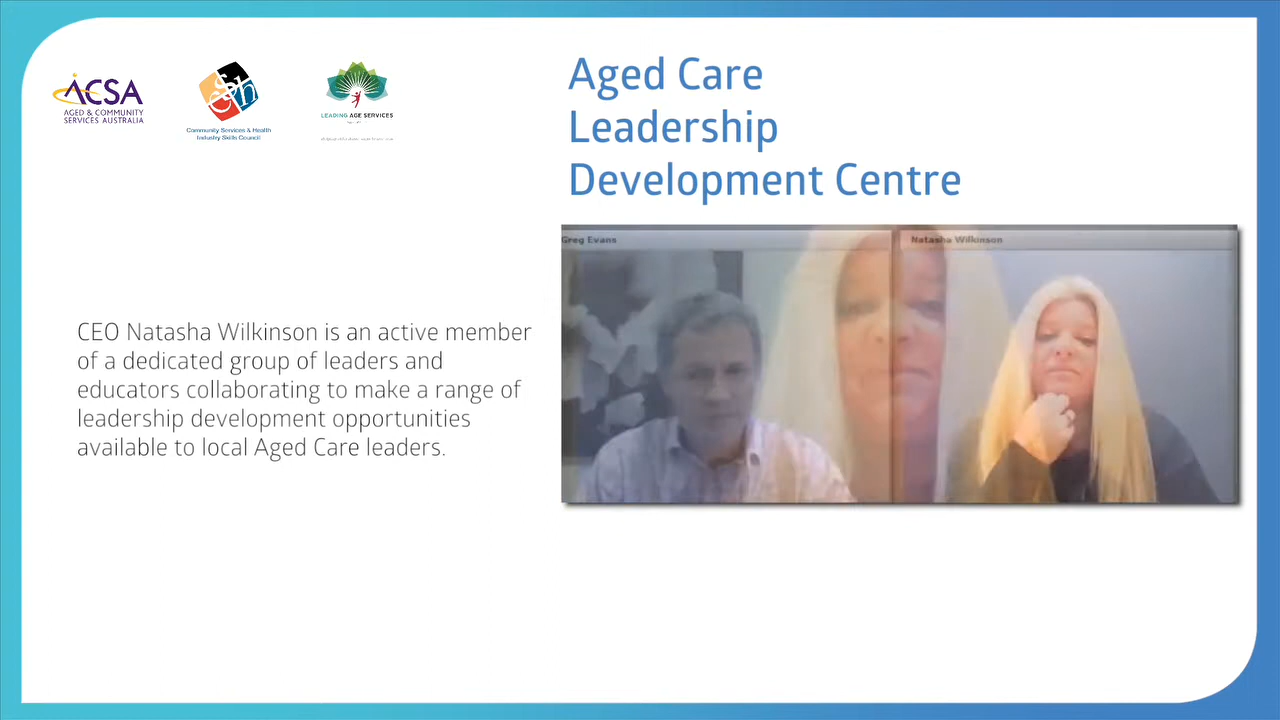 ACSA
AGED & COMMUNITY
SERVICES AUSTRALIA
Community Services & Health
Industry Skills Council
LEADING AGE SERVICES
Aged Care
Leadership
Development Centre
Greg Evans
Natasha Wilkinson
CEO Natasha Wilkinson is an active member
of a dedicated group of leaders and
educators collaborating to make a range of
leadership development opportunities
available to local Aged Care leaders.